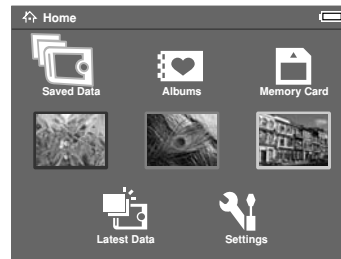 Home
Saved Data
Albums
Memory Card
Latest Data
Settings